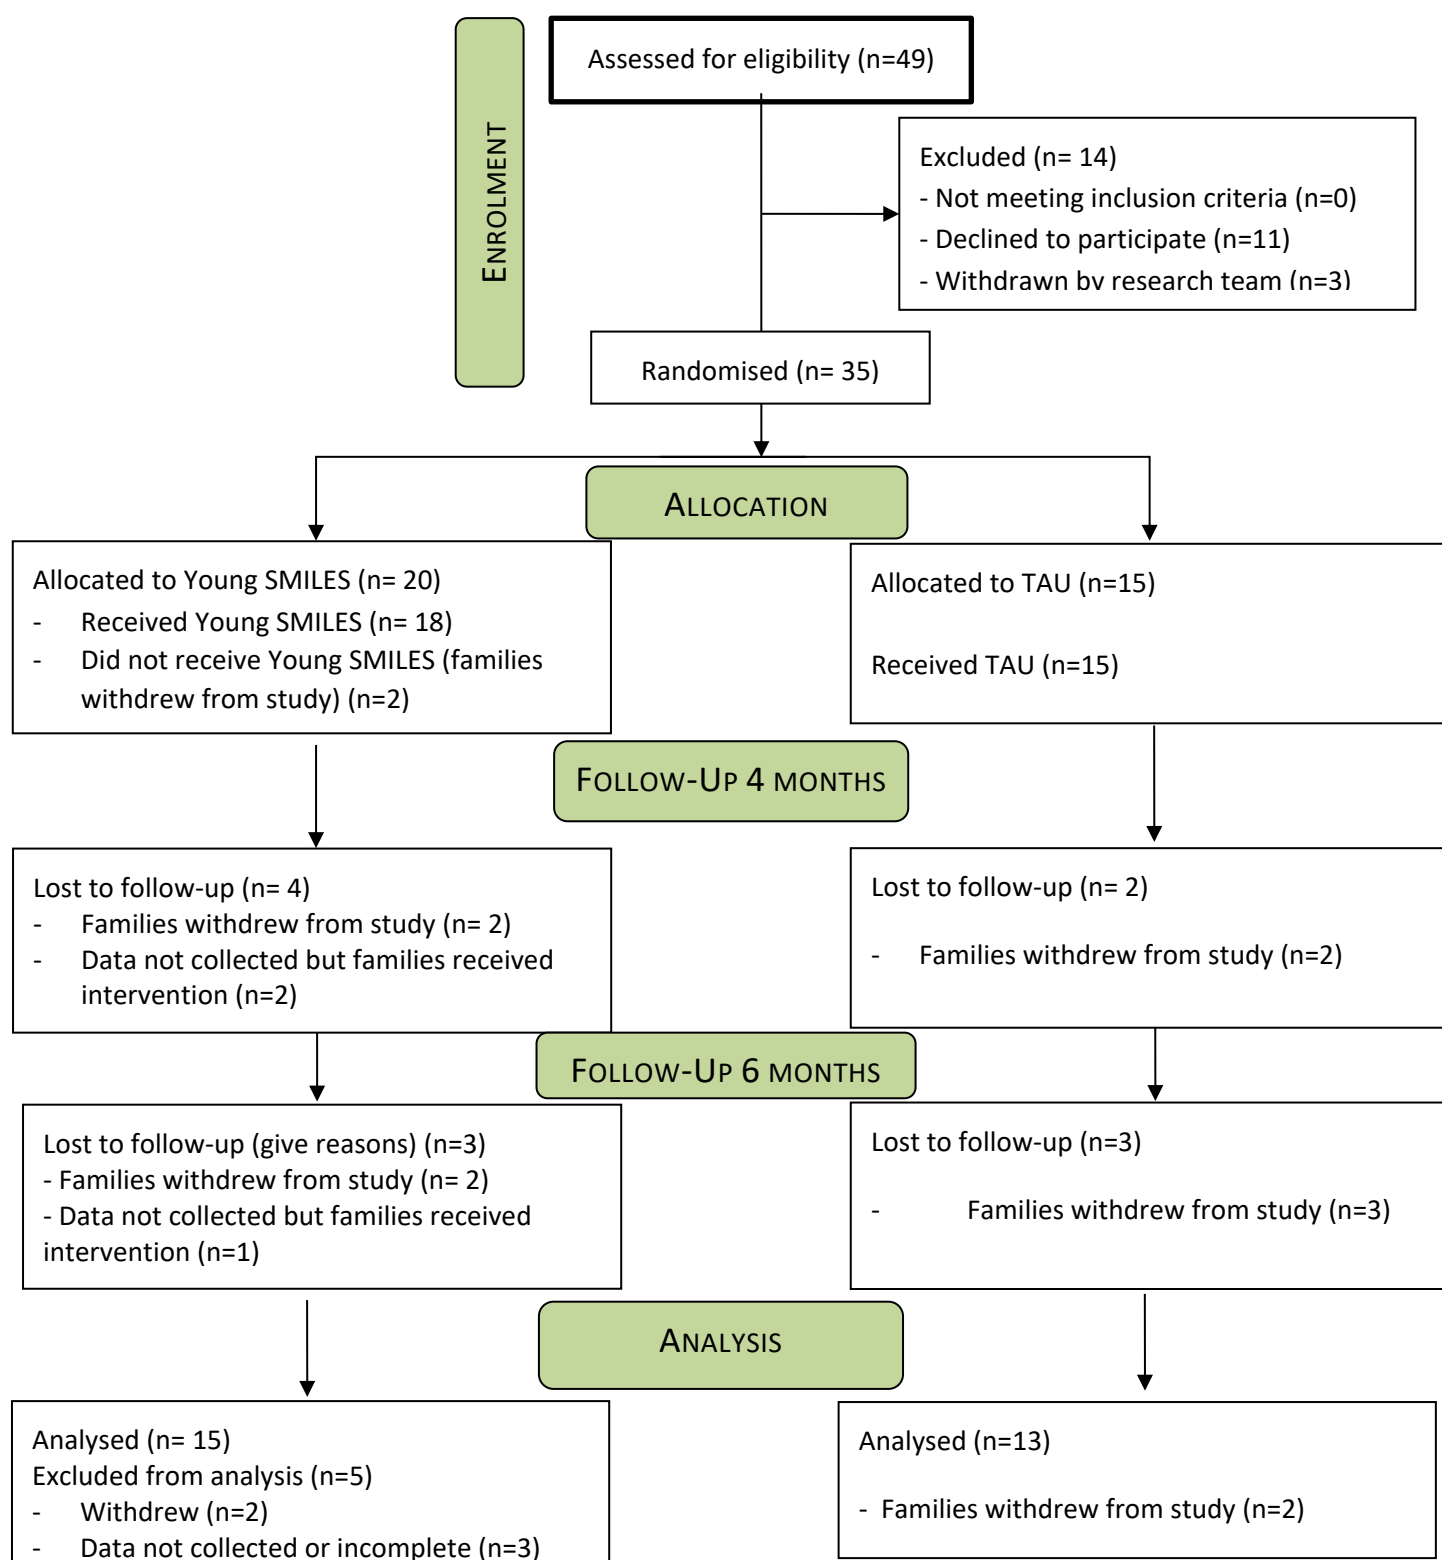 Assessed for eligibility (n=49)
ENROLMENT
Excluded (n= 14)
- Not meeting inclusion criteria (n=0)
- Declined to participate (n=11)
- Withdrawn by research team (n=3)
Randomised (n= 35)
ALLOCATION
Allocated to Young SMILES (n= 20)
- Received Young SMILES (n= 18)
- Did not receive Young SMILES (families
withdrew from study) (n=2)
Allocated to TAU (n=15)
Received TAU (n=15)
FOLLOW-UP 4 MONTHS
Lost to follow-up (n= 4)
- Families withdrew from study (n= 2)
- Data not collected but families received
intervention (n=2)
Lost to follow-up (n= 2)
- Families withdrew from study (n=2)
FOLLOW-UP 6 MONTHS
Lost to follow-up (give reasons) (n=3)
- Families withdrew from study (n= 2)
- Data not collected but families received
intervention (n=1)
Lost to follow-up (n=3)
- Families withdrew from study (n=3)
ANALYSIS
Analysed (n= 15)
Excluded from analysis (n=5)
- Withdrew (n=2)
- Data not collected or incomplete (n=3)
Analysed (n=13)
- Families withdrew from study (n=2)